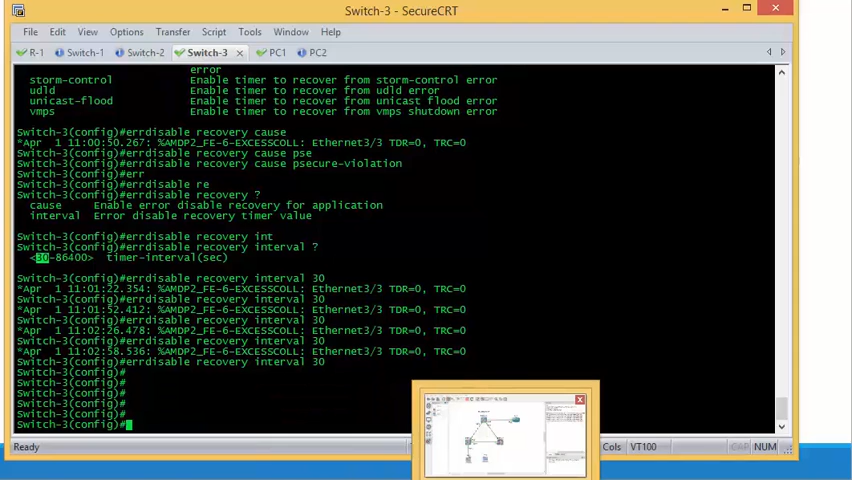 Switch-3 - SecureCRT
File Edit View Options Transfer Script Tools Window Help
R-1 Switch-1 Switch-2 Switch-3 PC1 PC2
error
storm-control Enable timer to recover from storm-control error
udld Enable timer to recover from udld error
unicast-flood Enable timer to recover from unicast flood error
vmps Enable timer to recover from vmps shutdown error
Switch-3(config)#errdisable recovery cause
*Apr 1 11:00:50.267: %AMDP2_FE-6-EXCESSCOLL: Ethernet3/3 TDR=0, TRC=0
Switch-3(config)#errdisable recovery cause pse
Switch-3(config)#errdisable recovery cause psecure-violation
Switch-3(config)#err
Switch-3(config)#errdisable re
Switch-3(config)#errdisable recovery ?
cause Enable error disable recovery for application
interval Error disable recovery timer value
Switch-3(config)#errdisable recovery int
Switch-3(config)#errdisable recovery interval ?
<30-86400> timer-interval(sec)
Switch-3(config)#errdisable recovery interval 30
*Apr 1 11:01:22.354: %AMDP2_FE-6-EXCESSCOLL: Ethernet3/3 TDR=0, TRC=0
Switch-3(config)#errdisable recovery interval 30
*Apr 1 11:01:52.412: %AMDP2_FE-6-EXCESSCOLL: Ethernet3/3 TDR=0, TRC=0
Switch-3(config)#errdisable recovery interval 30
*Apr 1 11:02:26.478: %AMDP2_FE-6-EXCESSCOLL: Ethernet3/3 TDR=0, TRC=0
Switch-3(config)#errdisable recovery interval 30
*Apr 1 11:02:58.536: %AMDP2_FE-6-EXCESSCOLL: Ethernet3/3 TDR=0, TRC=0
Switch-3(config)#errdisable recovery interval 30
Switch-3(config)#
Switch-3(config)#
Switch-3(config)#
Switch-3(config)#
Switch-3(config)#
Ready Cols VT100 CAP NUM